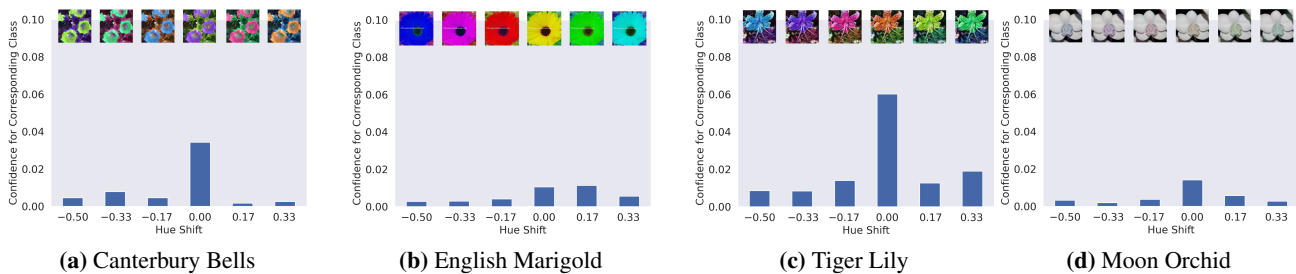 Confidence for Corresponding Class
0.10
0.08
0.06
0.04
0.02
0.00
−0.50 −0.33 −0.17 0.00 0.17 0.33
Hue Shift
(a) Canterbury Bells
Confidence for Corresponding Class
0.10
0.08
0.06
0.04
0.02
0.00
−0.50 −0.33 −0.17 0.00 0.17 0.33
Hue Shift
(b) English Marigold
Confidence for Corresponding Class
0.10
0.08
0.06
0.04
0.02
0.00
−0.50 −0.33 −0.17 0.00 0.17 0.33
Hue Shift
(c) Tiger Lily
Confidence for Corresponding Class
0.10
0.08
0.06
0.04
0.02
0.00
−0.50 −0.33 −0.17 0.00 0.17 0.33
Hue Shift
(d) Moon Orchid